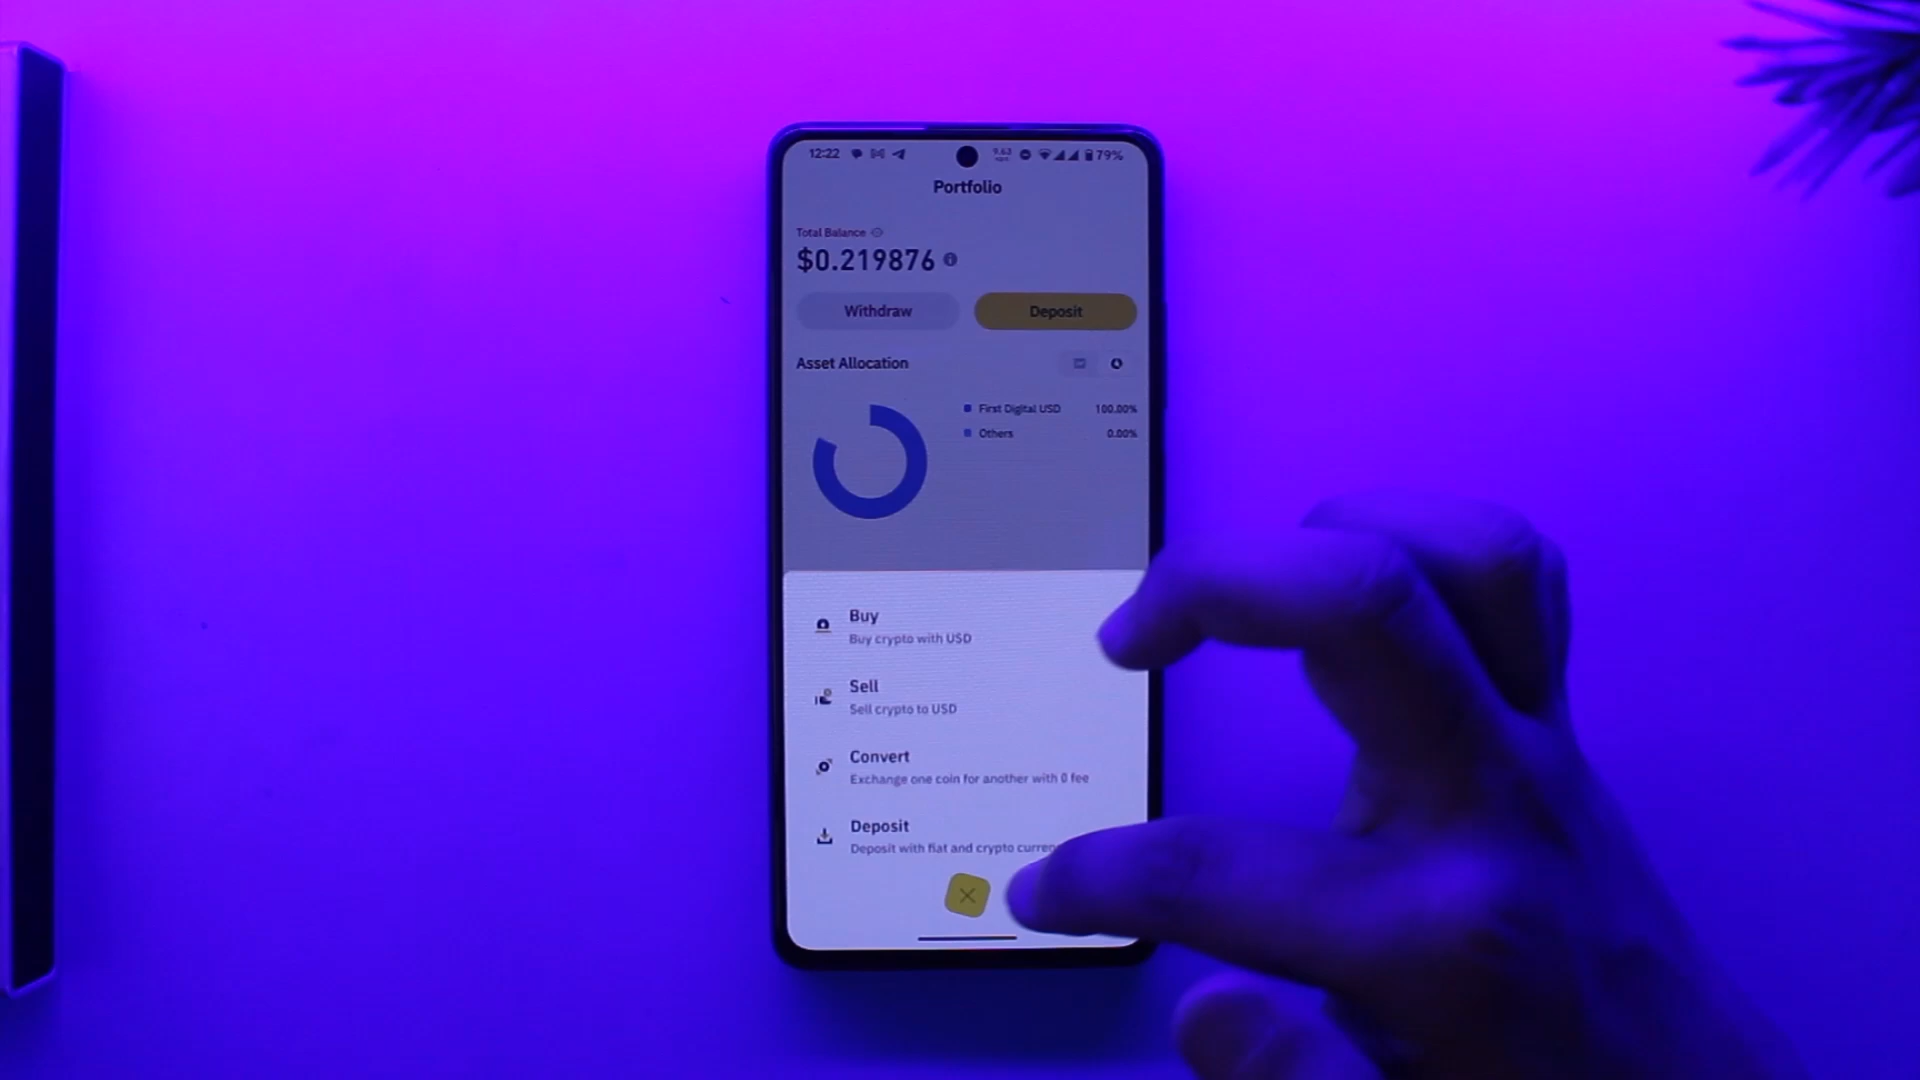 12:22 79%
Portfolio
Total Balance
$0.219876
Withdraw Deposit
Asset Allocation
First Digital USD 100.00%
Others 0.00%
Buy
Buy crypto with USD
Sell
Sell crypto to USD
Convert
Exchange one coin for another with 0 fee
Deposit
Deposit with fiat and crypto curren